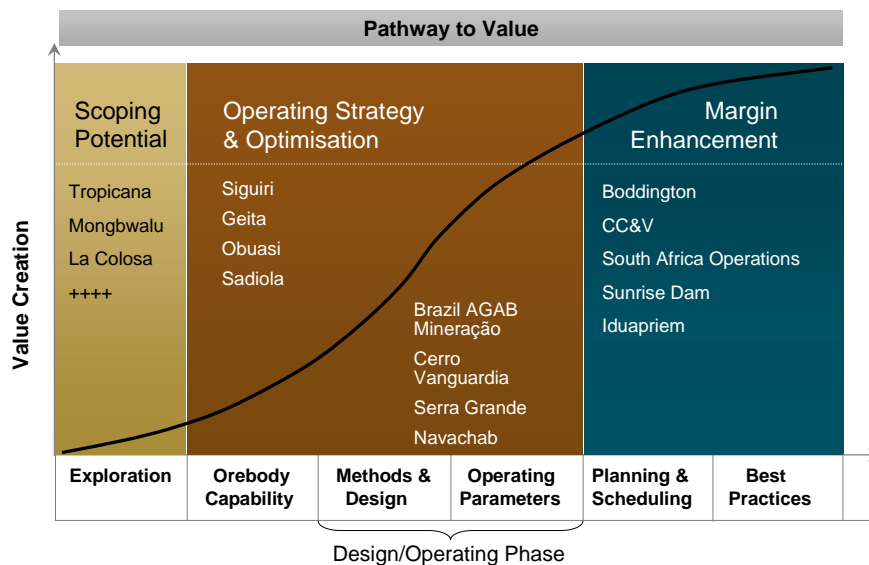 Pathway to Value
Value Creation
Scoping
Potential
Tropicana
Mongbwalu
La Colosa
++++
Operating Strategy
& Optimisation
Siguiri
Geita
Obuasi
Sadiola
Brazil AGAB
Mineração
Cerro
Vanguardia
Serra Grande
Navachab
Margin
Enhancement
Boddington
CC&V
South Africa Operations
Sunrise Dam
Iduapriem
Exploration
Orebody
Capability
Methods &
Design
Operating
Parameters
Planning &
Scheduling
Best
Practices
Design/Operating Phase